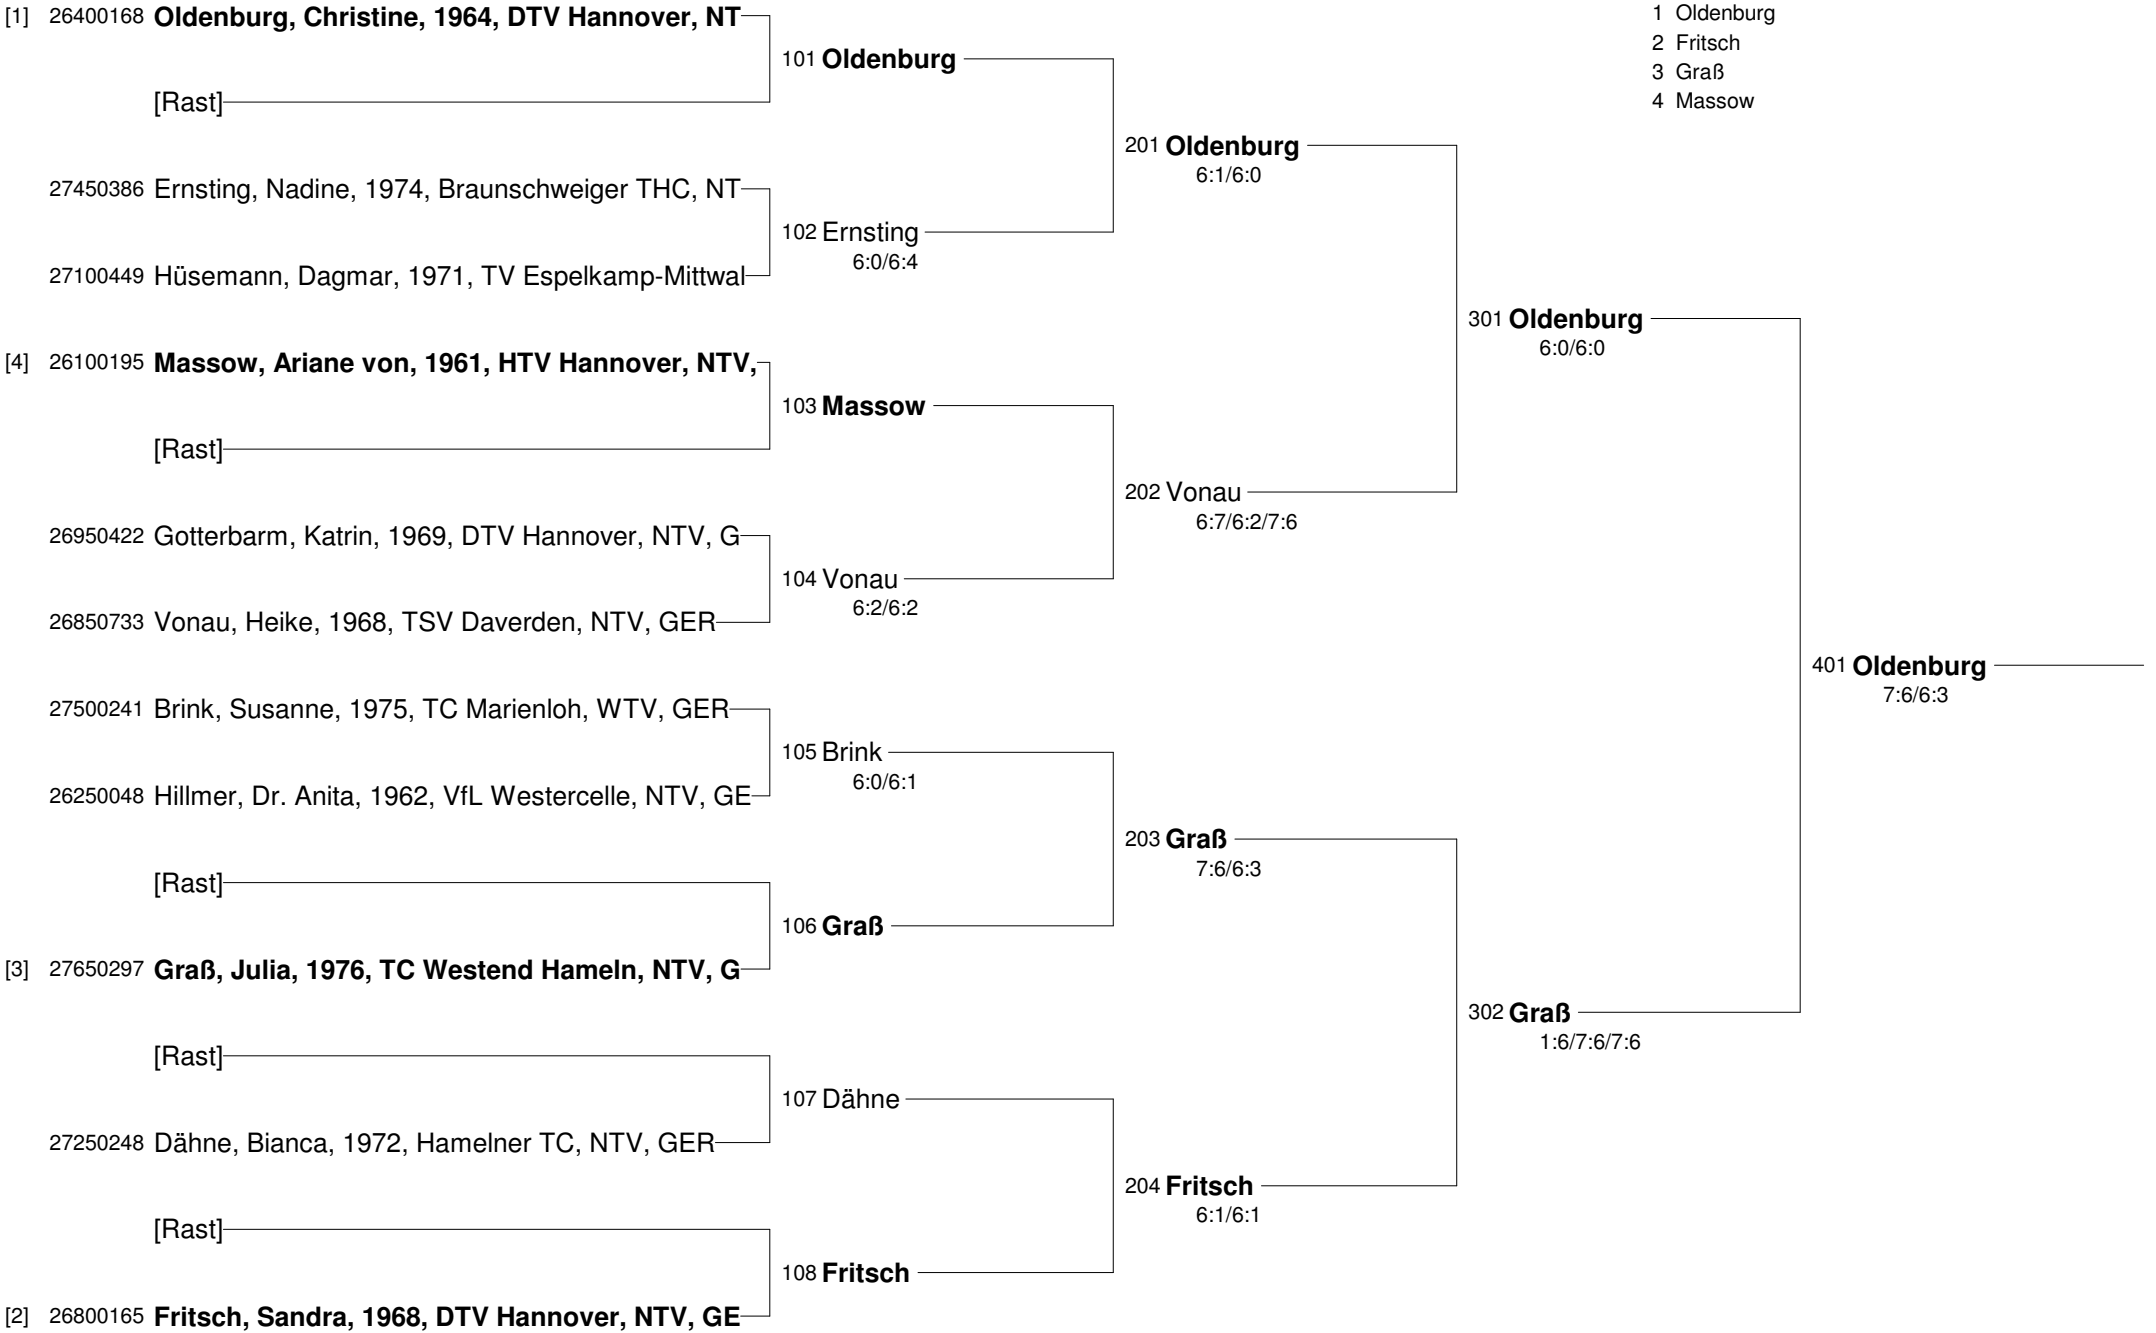 [1] 26400168 Oldenburg, Christine, 1964, DTV Hannover, NT
1 Oldenburg
2 Fritsch
3 Graß
4 Massow
101 Oldenburg
[Rast]
201 Oldenburg
6:1/6:0
27450386 Ernsting, Nadine, 1974, Braunschweiger THC, NT
102 Ernsting
6:0/6:4
27100449 Hüsemann, Dagmar, 1971, TV Espelkamp-Mittwal
301 Oldenburg
6:0/6:0
[4] 26100195 Massow, Ariane von, 1961, HTV Hannover, NTV,
103 Massow
[Rast]
202 Vonau
6:7/6:2/7:6
26950422 Gotterbarm, Katrin, 1969, DTV Hannover, NTV, G
104 Vonau
6:2/6:2
26850733 Vonau, Heike, 1968, TSV Daverden, NTV, GER
401 Oldenburg
7:6/6:3
27500241 Brink, Susanne, 1975, TC Marienloh, WTV, GER
105 Brink
6:0/6:1
26250048 Hillmer, Dr. Anita, 1962, VfL Westercelle, NTV, GE
203 Graß
7:6/6:3
[Rast]
106 Graß
[3] 27650297 Graß, Julia, 1976, TC Westend Hameln, NTV, G
302 Graß
1:6/7:6/7:6
[Rast]
107 Dähne
27250248 Dähne, Bianca, 1972, Hamelner TC, NTV, GER
204 Fritsch
6:1/6:1
[Rast]
108 Fritsch
[2] 26800165 Fritsch, Sandra, 1968, DTV Hannover, NTV, GE